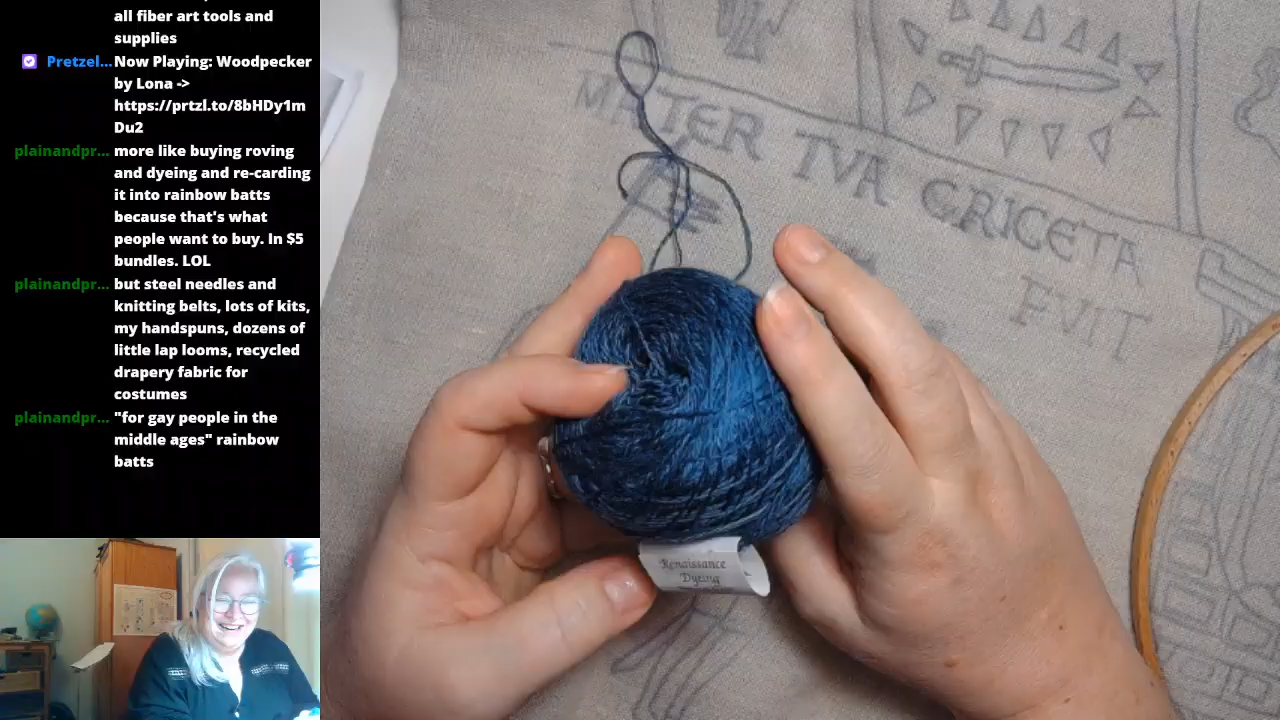 all fiber art tools and
supplies
Pretzel... Now Playing: Woodpecker
by Lona ->
https://prtzl.to/8bHDy1m
Du2
plainandpr... more like buying roving
and dyeing and re-carding
it into rainbow batts
because that's what
people want to buy. In $5
bundles. LOL
plainandpr... but steel needles and
knitting belts, lots of kits,
my handspuns, dozens of
little lap looms, recycled
drapery fabric for
costumes
plainandpr... "for gay people in the
middle ages" rainbow
batts
MATER TVA GRICETA
FVIT
Renaissance
Dyeing